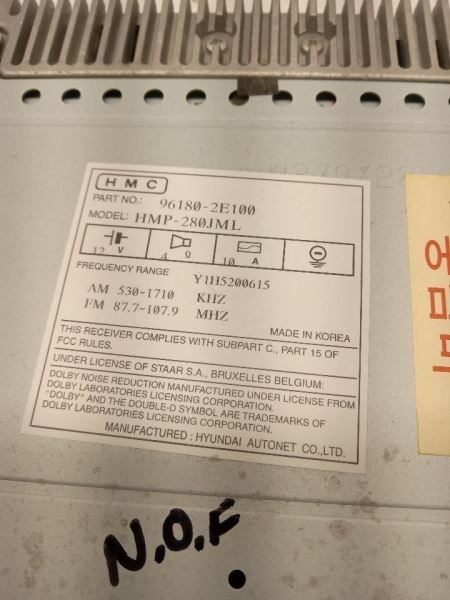 HMC
PART NO.: 96180-2E100
MODEL: HMP-280JML
12 V 4 Ω 10 A
FREQUENCY RANGE Y1H5200615
AM 530-1710 KHZ
FM 87.7-107.9 MHZ
MADE IN KOREA
THIS RECEIVER COMPLIES WITH SUBPART C., PART 15 OF
FCC RULES.
UNDER LICENSE OF STAAR S.A., BRUXELLES BELGIUM:
DOLBY NOISE REDUCTION MANUFACTURED UNDER LICENSE FROM
DOLBY LABORATORIES LICENSING CORPORATION.
"DOLBY" AND THE DOUBLE-D SYMBOL ARE TRADEMARKS OF
DOLBY LABORATORIES LICENSING CORPORATION.
MANUFACTURED : HYUNDAI AUTONET CO.,LTD.
N.O.F